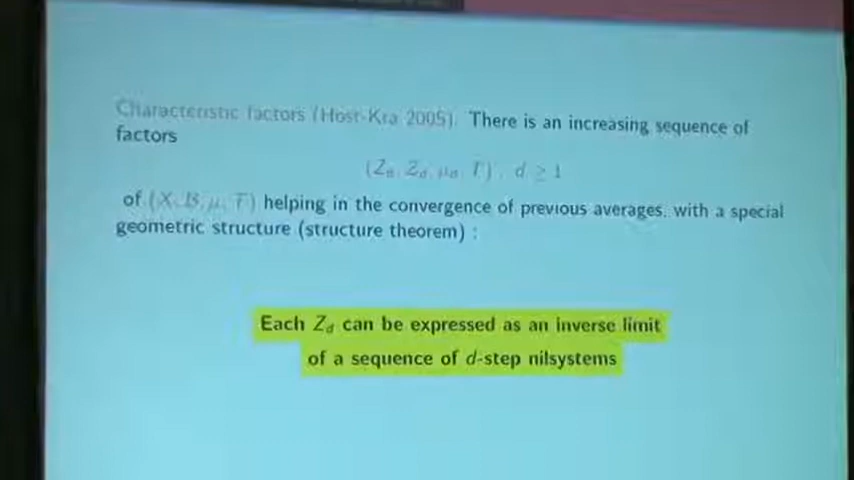 Characteristic factors (Host-Kra 2005). There is an increasing sequence of
factors
(Z_d, Z_d, μ_d, T), d ≥ 1
of (X, B, μ, T) helping in the convergence of previous averages, with a special
geometric structure (structure theorem) :
Each Z_d can be expressed as an inverse limit
of a sequence of d-step nilsystems